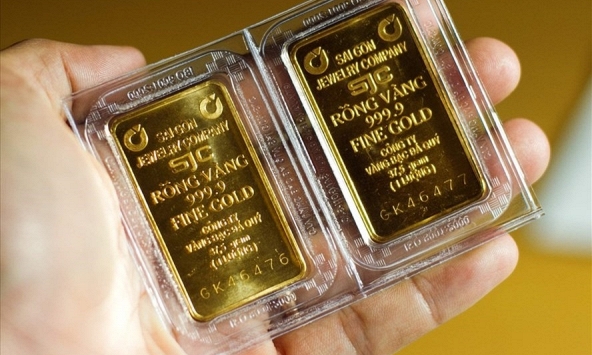 SAIGON
JEWELRY COMPANY
SJC
RỒNG VÀNG
999.9
FINE GOLD
CÔNG TY
VÀNG BẠC ĐÁ QUÝ
37,5 gram
(1 LƯỢNG)
GK46476
SAIGON
JEWELRY COMPANY
SJC
RỒNG VÀNG
999.9
FINE GOLD
CÔNG TY
VÀNG BẠC ĐÁ QUÝ
37,5 gram
(1 LƯỢNG)
GK46477